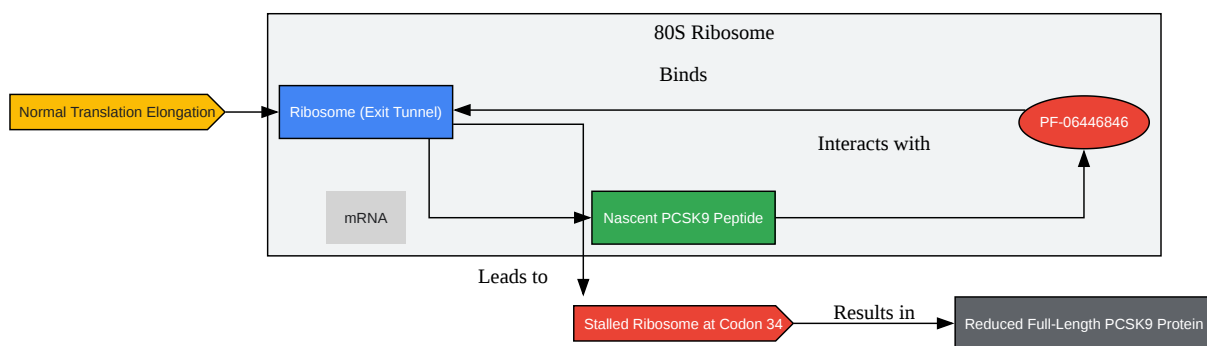 80S Ribosome
Binds
Normal Translation Elongation
Ribosome (Exit Tunnel)
PF-06446846
Interacts with
mRNA
Nascent PCSK9 Peptide
Leads to
Stalled Ribosome at Codon 34
Results in
Reduced Full-Length PCSK9 Protein